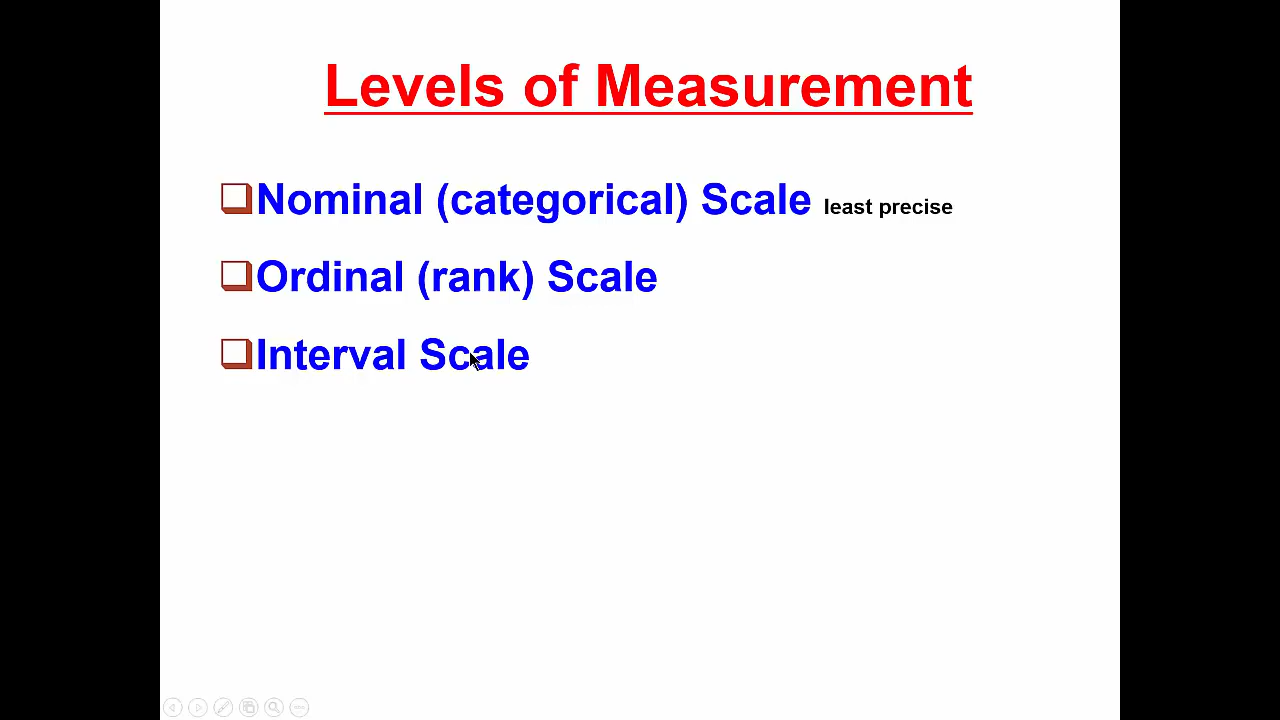 Levels of Measurement
Nominal (categorical) Scale least precise
Ordinal (rank) Scale
Interval Scale